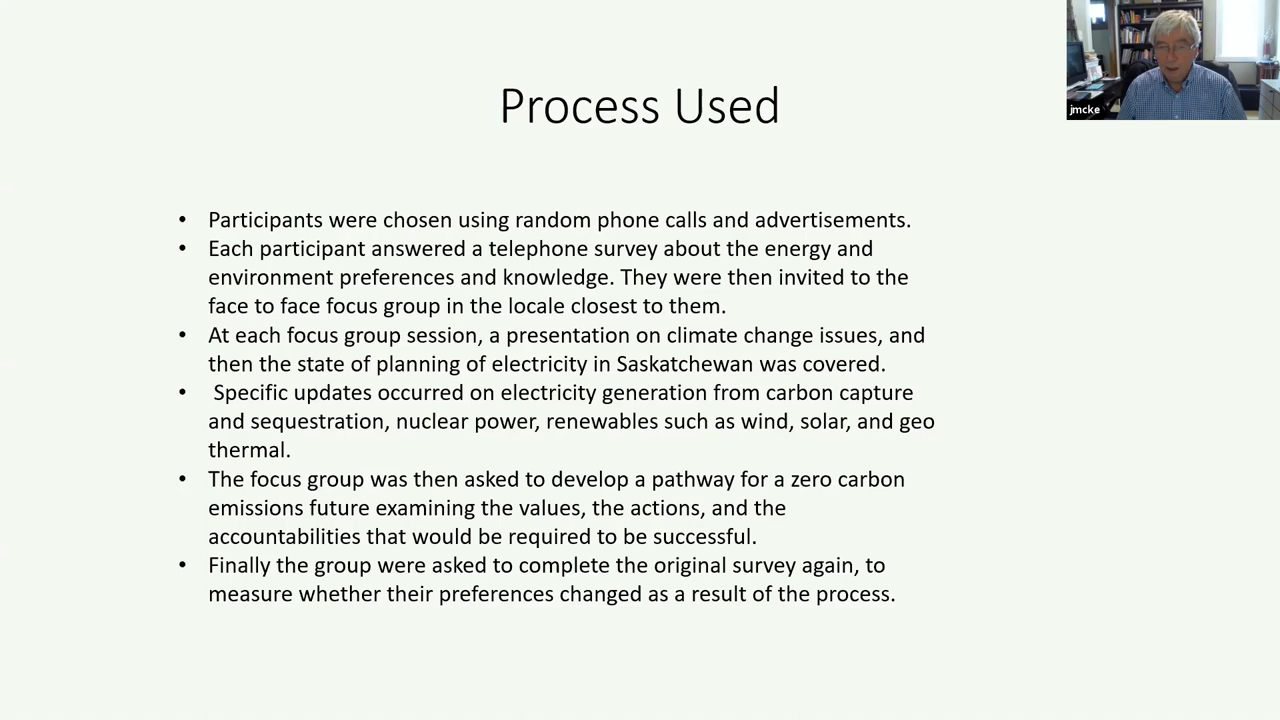 Process Used
jmcke
• Participants were chosen using random phone calls and advertisements.
• Each participant answered a telephone survey about the energy and
environment preferences and knowledge. They were then invited to the
face to face focus group in the locale closest to them.
• At each focus group session, a presentation on climate change issues, and
then the state of planning of electricity in Saskatchewan was covered.
• Specific updates occurred on electricity generation from carbon capture
and sequestration, nuclear power, renewables such as wind, solar, and geo
thermal.
• The focus group was then asked to develop a pathway for a zero carbon
emissions future examining the values, the actions, and the
accountabilities that would be required to be successful.
• Finally the group were asked to complete the original survey again, to
measure whether their preferences changed as a result of the process.